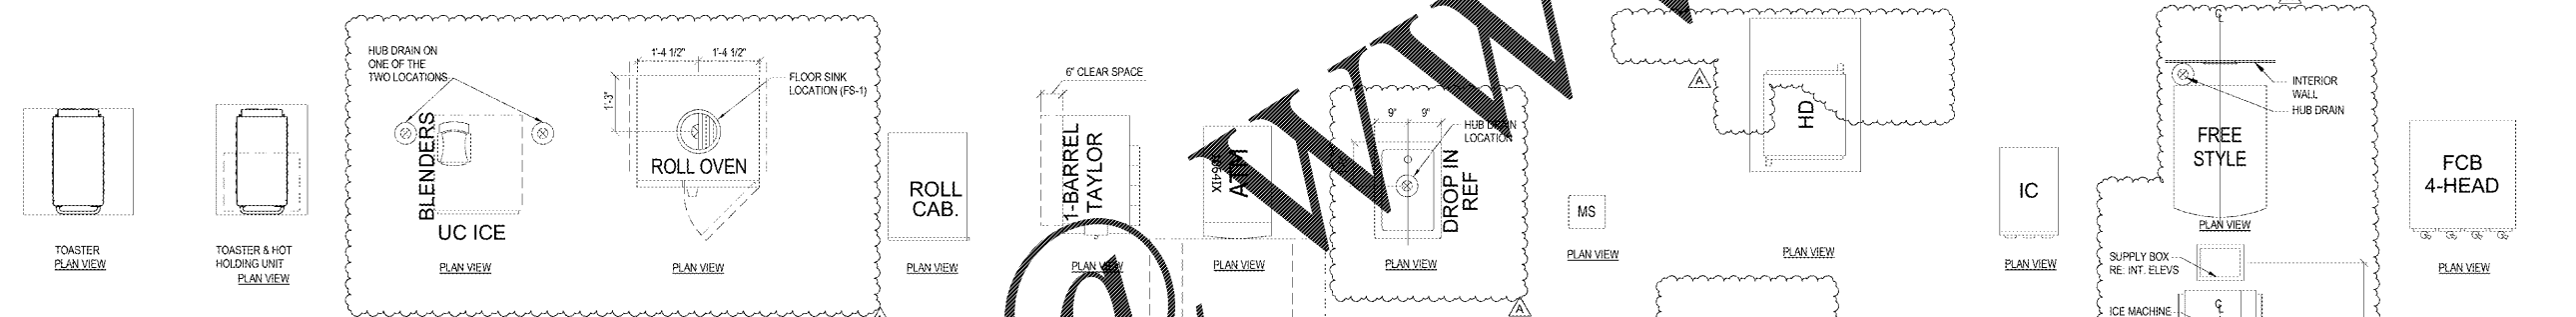 TOASTER
PLAN VIEW
TOASTER & HOT
HOLDING UNIT
PLAN VIEW
HUB DRAIN ON
ONE OF THE
TWO LOCATIONS
BLENDERS
UC ICE
PLAN VIEW
1'-4 1/2" 1'-4 1/2"
1'-3"
FLOOR SINK
LOCATION (FS-1)
ROLL OVEN
PLAN VIEW
ROLL
CAB.
PLAN VIEW
6" CLEAR SPACE
1-BARREL
TAYLOR
PLAN VIEW
ATM
PLAN VIEW
9" 9"
HUB DRAIN
LOCATION
DROP IN
REF
PLAN VIEW
A
@
WWW
MS
PLAN VIEW
A
HD
PLAN VIEW
IC
PLAN VIEW
INTERIOR
WALL
HUB DRAIN
FREE
STYLE
PLAN VIEW
SUPPLY BOX
RE: INT. ELEVS
ICE MACHINE
FCB
4-HEAD
PLAN VIEW